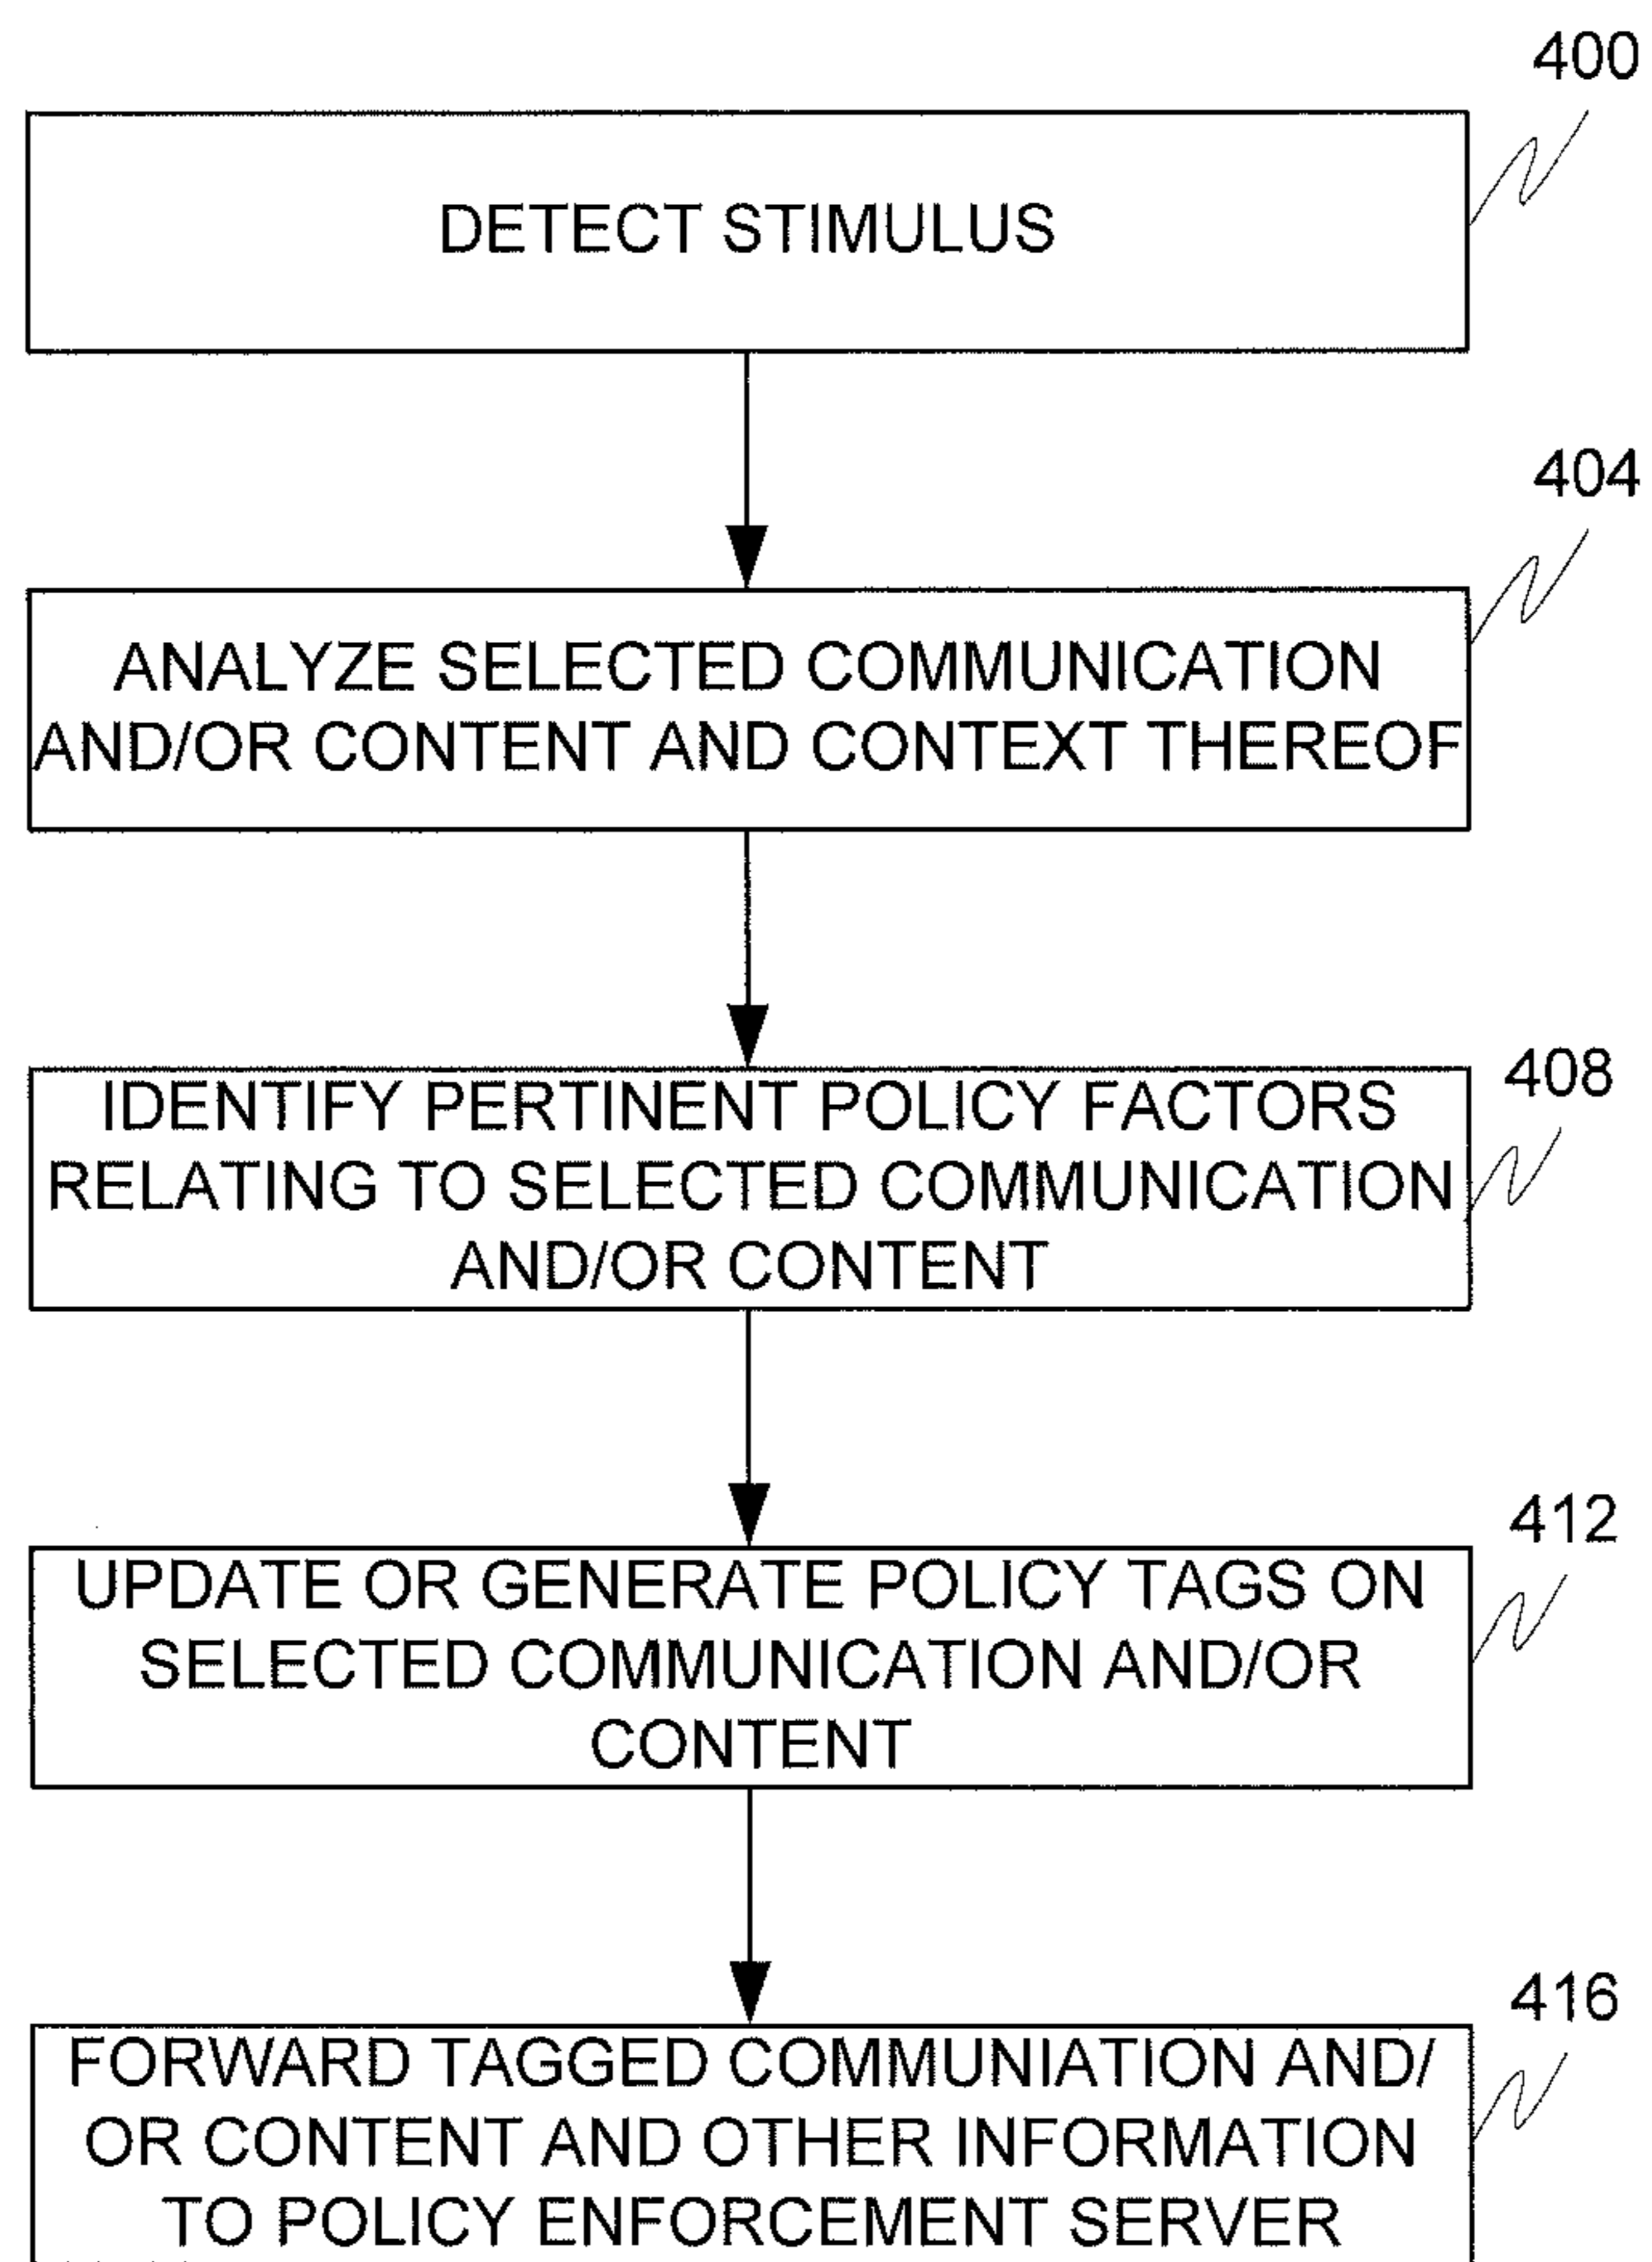 400
DETECT STIMULUS
404
ANALYZE SELECTED COMMUNICATION
AND/OR CONTENT AND CONTEXT THEREOF
408
IDENTIFY PERTINENT POLICY FACTORS
RELATING TO SELECTED COMMUNICATION
AND/OR CONTENT
412
UPDATE OR GENERATE POLICY TAGS ON
SELECTED COMMUNICATION AND/OR
CONTENT
416
FORWARD TAGGED COMMUNIATION AND/
OR CONTENT AND OTHER INFORMATION
TO POLICY ENFORCEMENT SERVER